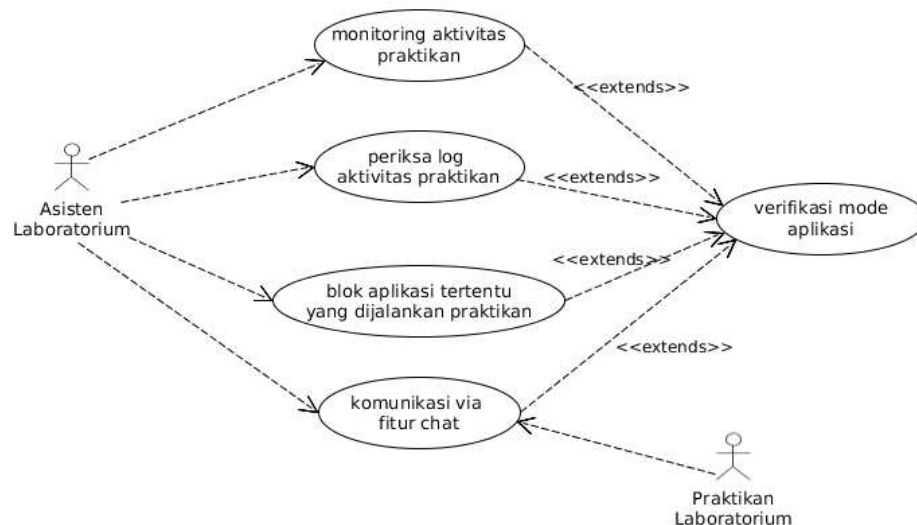 monitoring aktivitas
praktikan
<<extends>>
periksa log
aktivitas praktikan
<<extends>>
Asisten
Laboratorium
verifikasi mode
aplikasi
<<extends>>
blok aplikasi tertentu
yang dijalankan praktikan
<<extends>>
komunikasi via
fitur chat
Praktikan
Laboratorium